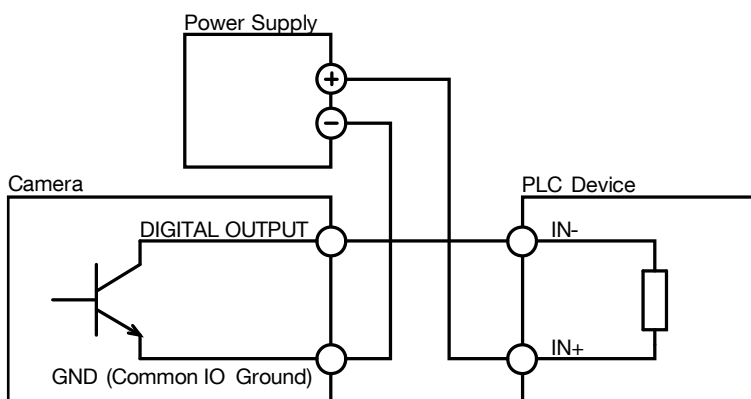 Power Supply
+
−
Camera
PLC Device
DIGITAL OUTPUT
IN-
IN+
GND (Common IO Ground)